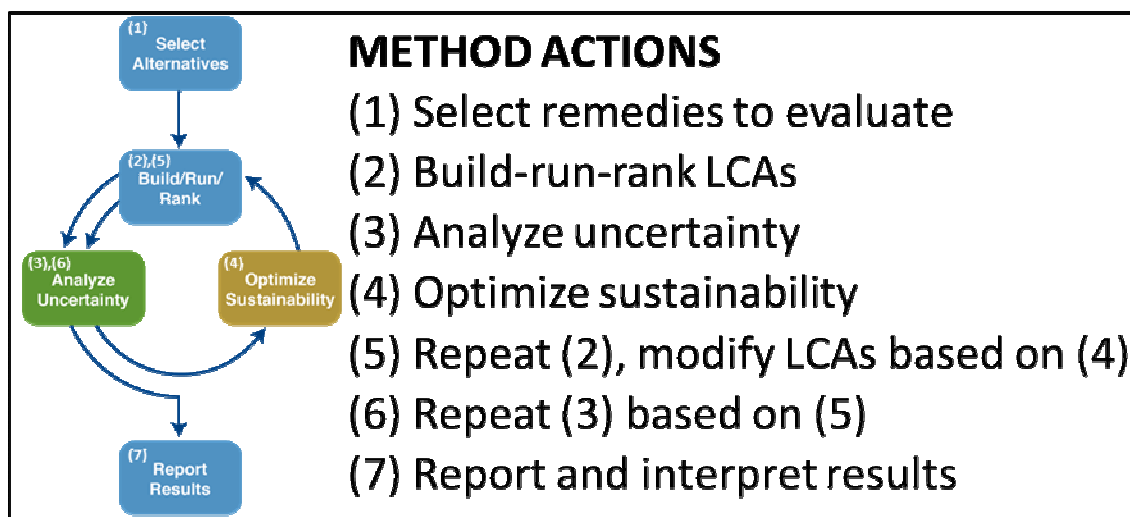 (1)
Select
Alternatives
(2),(5)
Build/Run/
Rank
(3),(6)
Analyze
Uncertainty
(4)
Optimize
Sustainability
(7)
Report
Results
METHOD ACTIONS
(1) Select remedies to evaluate
(2) Build-run-rank LCAs
(3) Analyze uncertainty
(4) Optimize sustainability
(5) Repeat (2), modify LCAs based on (4)
(6) Repeat (3) based on (5)
(7) Report and interpret results